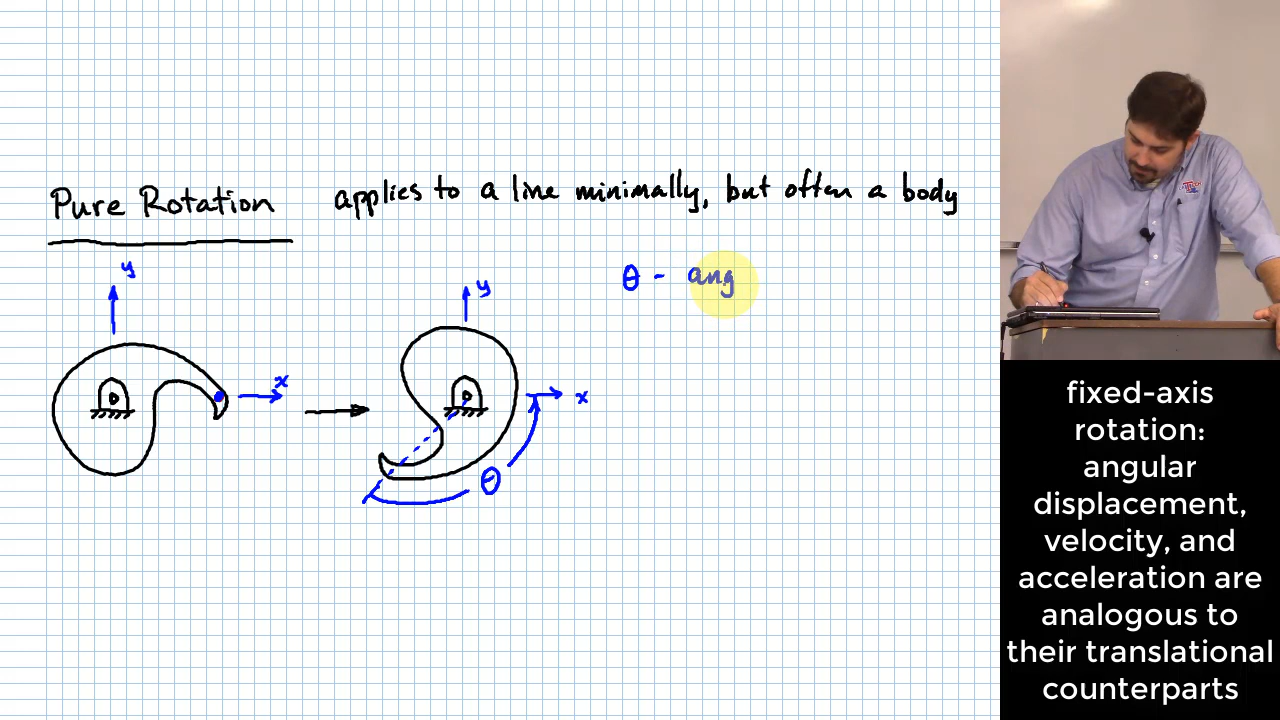 Pure Rotation applies to a line minimally, but often a body
θ - ang
y
x
y
x
θ
fixed-axis
rotation:
angular
displacement,
velocity, and
acceleration are
analogous to
their translational
counterparts